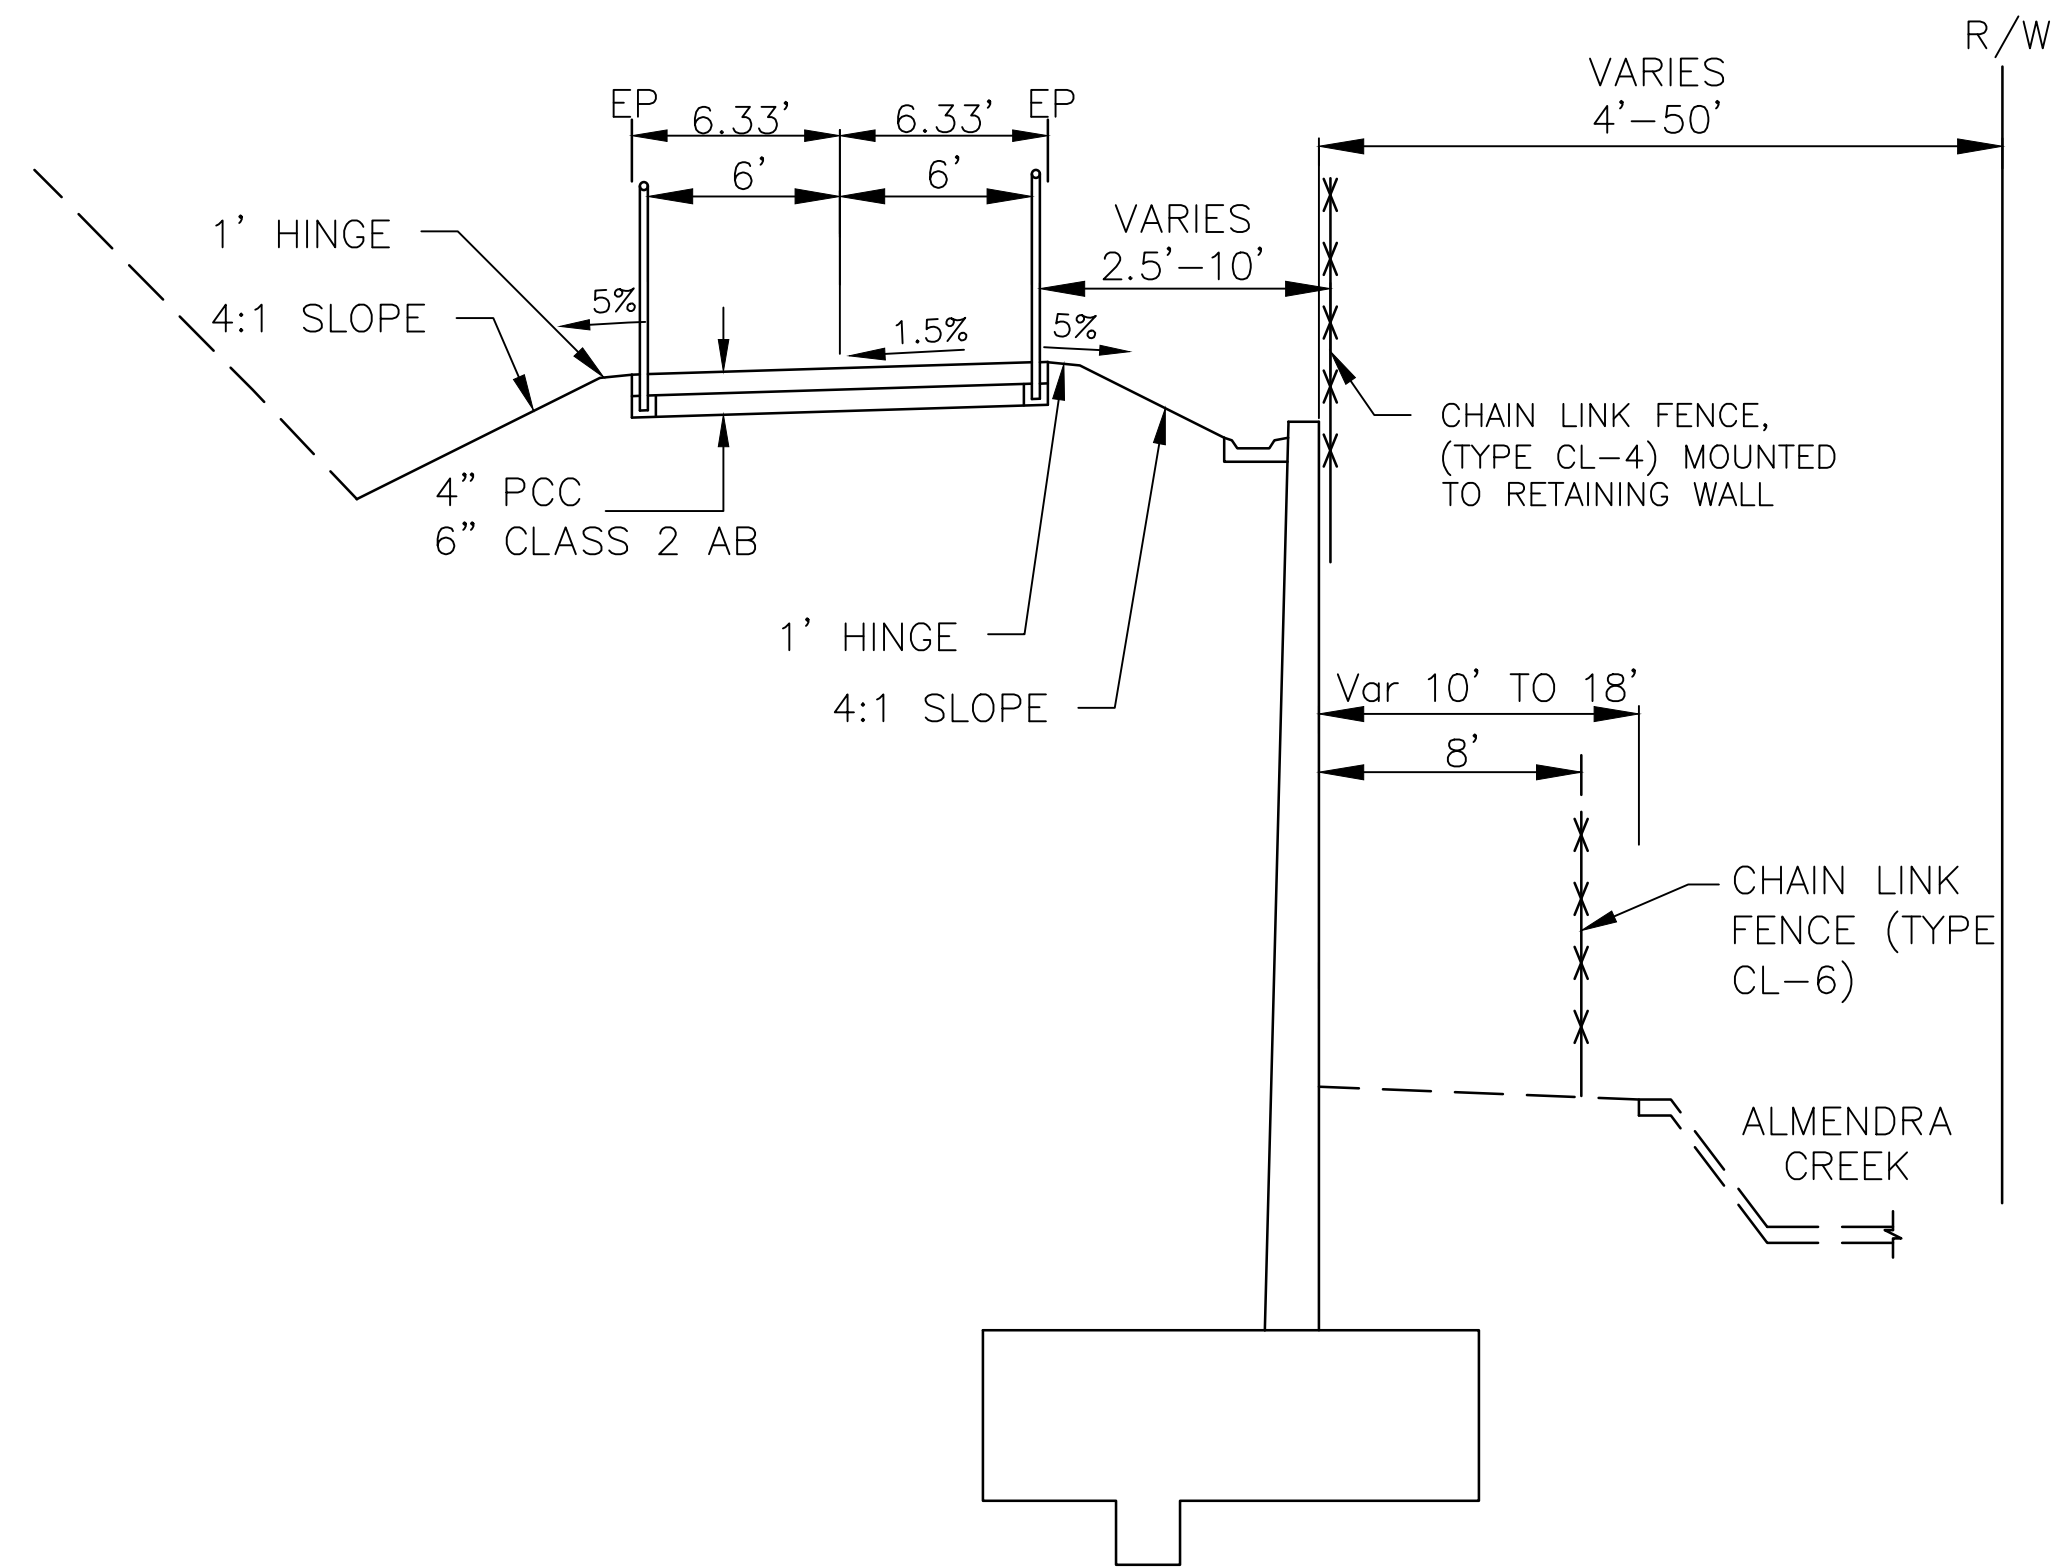 R/W
VARIES
4'-50'
EP
6.33'
6.33'
EP
6'
6'
VARIES
2.5'-10'
1' HINGE
4:1 SLOPE
5%
1.5%
5%
CHAIN LINK FENCE,
(TYPE CL-4) MOUNTED
TO RETAINING WALL
4" PCC
6" CLASS 2 AB
1' HINGE
4:1 SLOPE
Var 10' TO 18'
8'
CHAIN LINK
FENCE (TYPE
CL-6)
ALMENDRA
CREEK